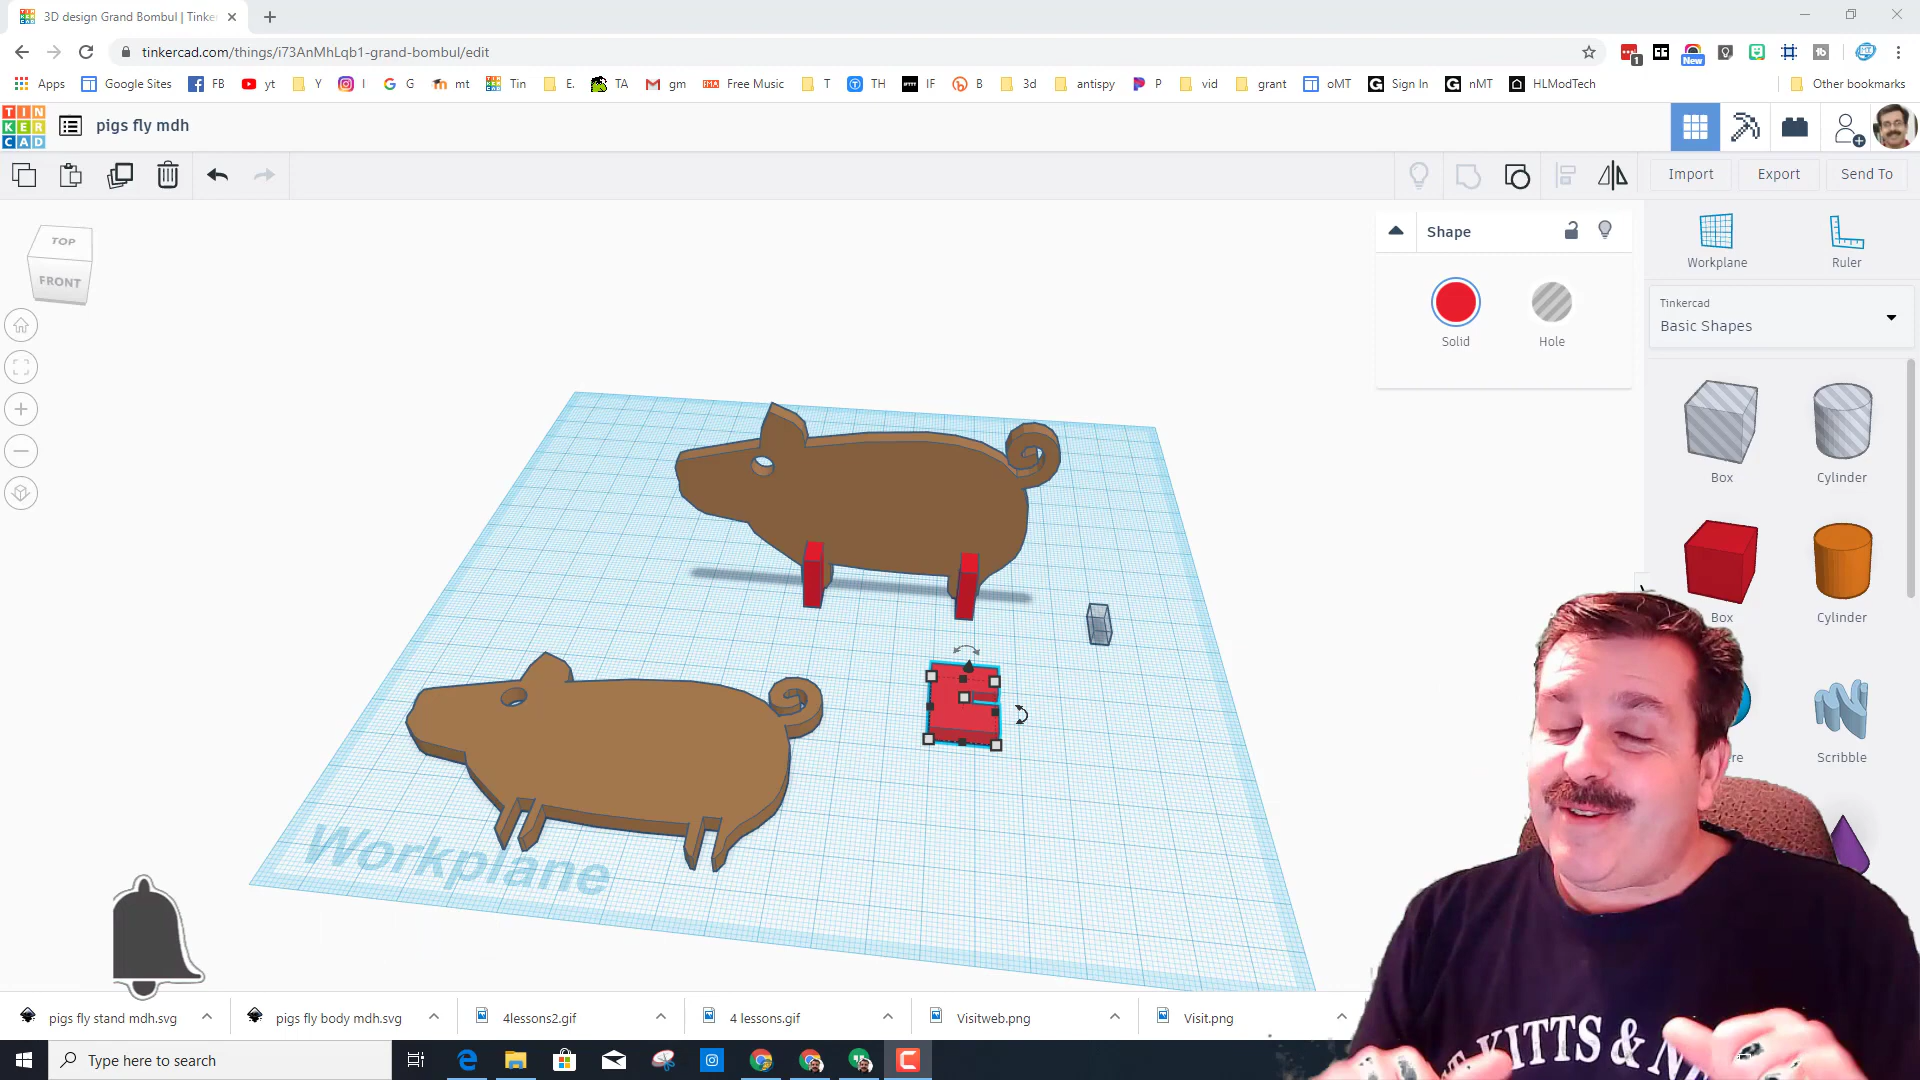 3D design Grand Bombul | Tinker
tinkercad.com/things/i73AnMhLqb1-grand-bombul/edit
1
New
Apps
Google Sites
FB
yt
Y
I
G
mt
Tin
E.
TA
gm
Free Music
T
TH
IF
B
3d
antispy
P
vid
grant
oMT
Sign In
nMT
HLModTech
Other bookmarks
TIN
KER
CAD
pigs fly mdh
Import
Export
Send To
TOP
FRONT
Shape
Solid
Hole
Workplane
Ruler
Tinkercad
Basic Shapes
Box
Cylinder
Box
Cylinder
Scribble
Workplane
pigs fly stand mdh.svg
pigs fly body mdh.svg
4lessons2.gif
4 lessons.gif
Visitweb.png
Visit.png
Type here to search
KITTS & N